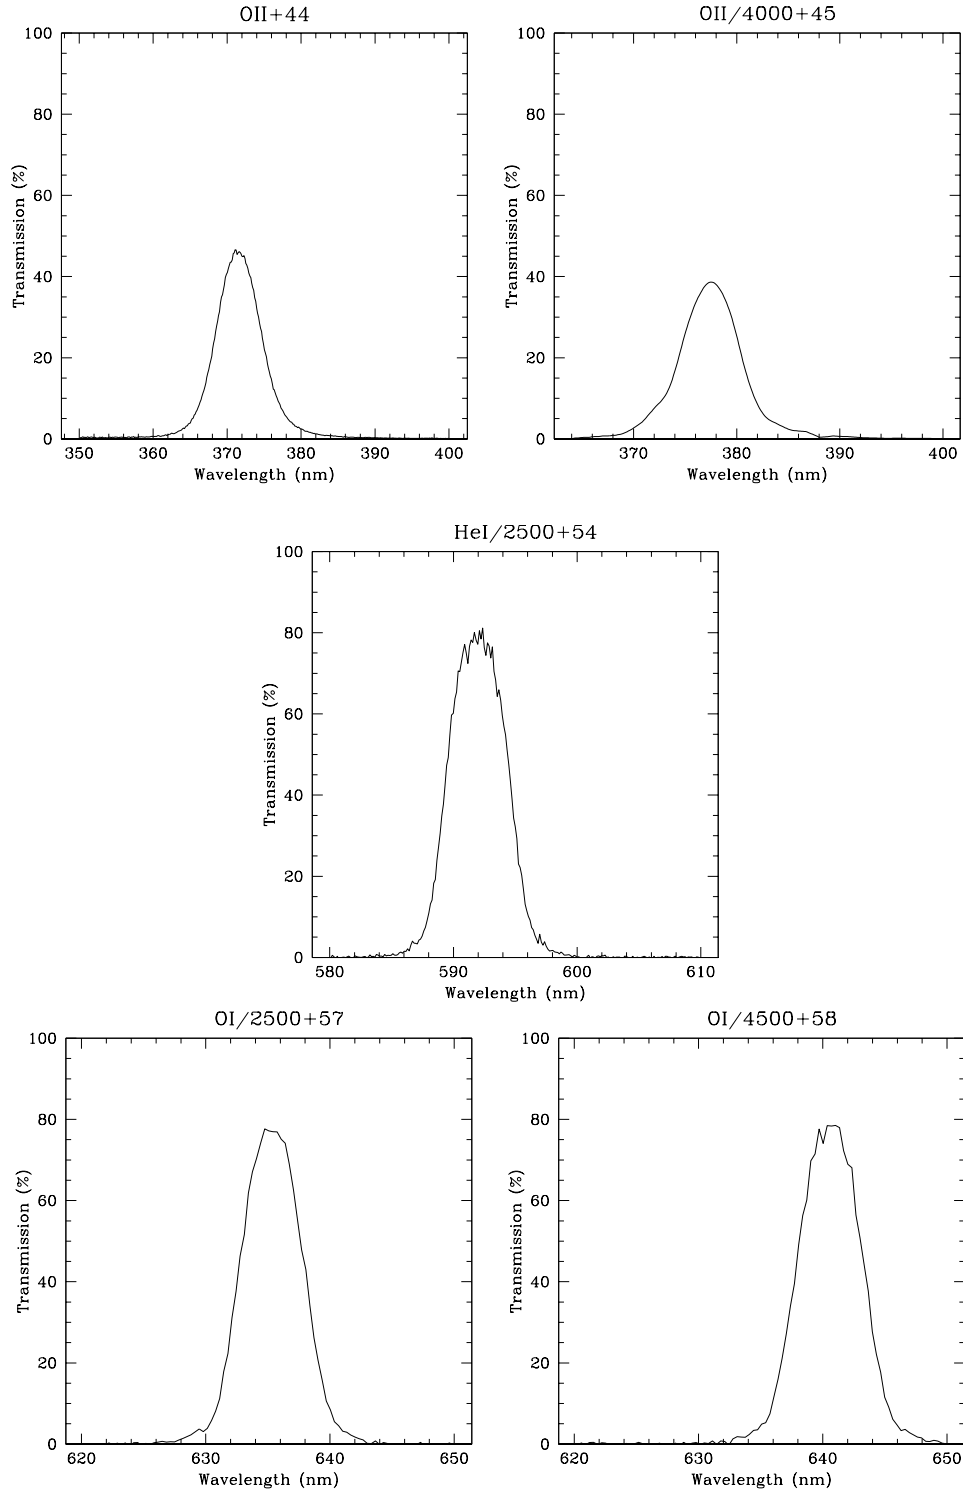 OII+44
100
80
60
40
20
0
Transmission (%)
350 360 370 380 390 400
Wavelength (nm)
OII/4000+45
100
80
60
40
20
0
Transmission (%)
370 380 390 400
Wavelength (nm)
HeI/2500+54
100
80
60
40
20
0
Transmission (%)
580 590 600 610
Wavelength (nm)
OI/2500+57
100
80
60
40
20
0
Transmission (%)
620 630 640 650
Wavelength (nm)
OI/4500+58
100
80
60
40
20
0
Transmission (%)
620 630 640 650
Wavelength (nm)